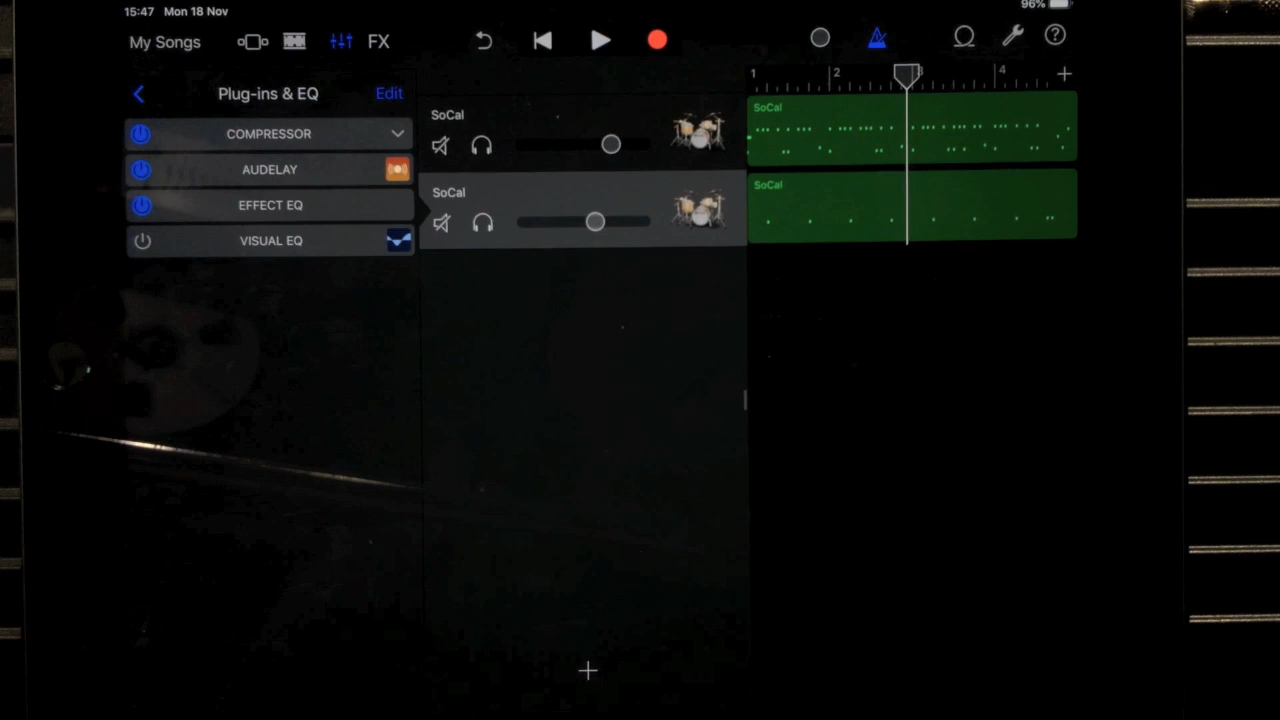 15:47 Mon 18 Nov
96%
My Songs
FX
Plug-ins & EQ
Edit
COMPRESSOR
AUDELAY
EFFECT EQ
VISUAL EQ
SoCal
SoCal
1 2 3 4
SoCal
SoCal